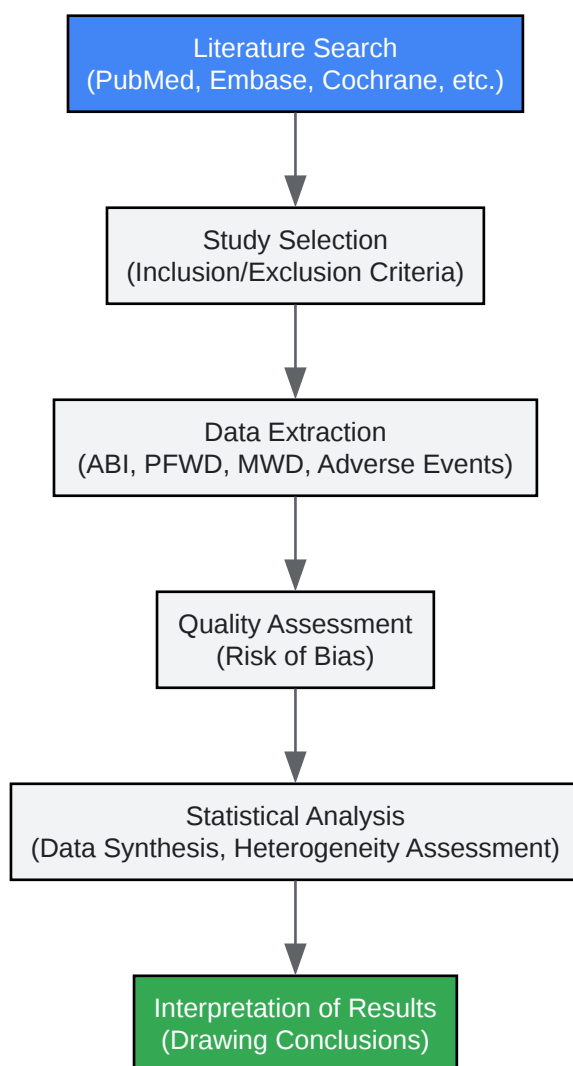 Literature Search
(PubMed, Embase, Cochrane, etc.)
Study Selection
(Inclusion/Exclusion Criteria)
Data Extraction
(ABI, PFWD, MWD, Adverse Events)
Quality Assessment
(Risk of Bias)
Statistical Analysis
(Data Synthesis, Heterogeneity Assessment)
Interpretation of Results
(Drawing Conclusions)